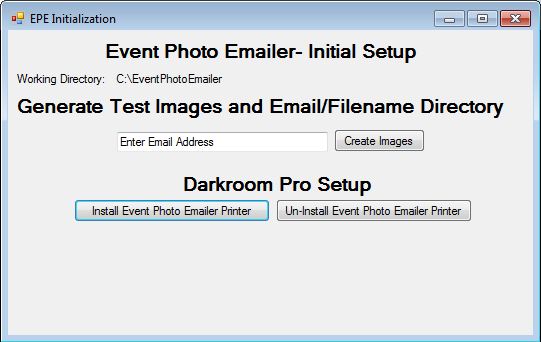 EPE Initialization
Event Photo Emailer- Initial Setup
Working Directory: C:\EventPhotoEmailer
Generate Test Images and Email/Filename Directory
Enter Email Address Create Images
Darkroom Pro Setup
Install Event Photo Emailer Printer Un-Install Event Photo Emailer Printer